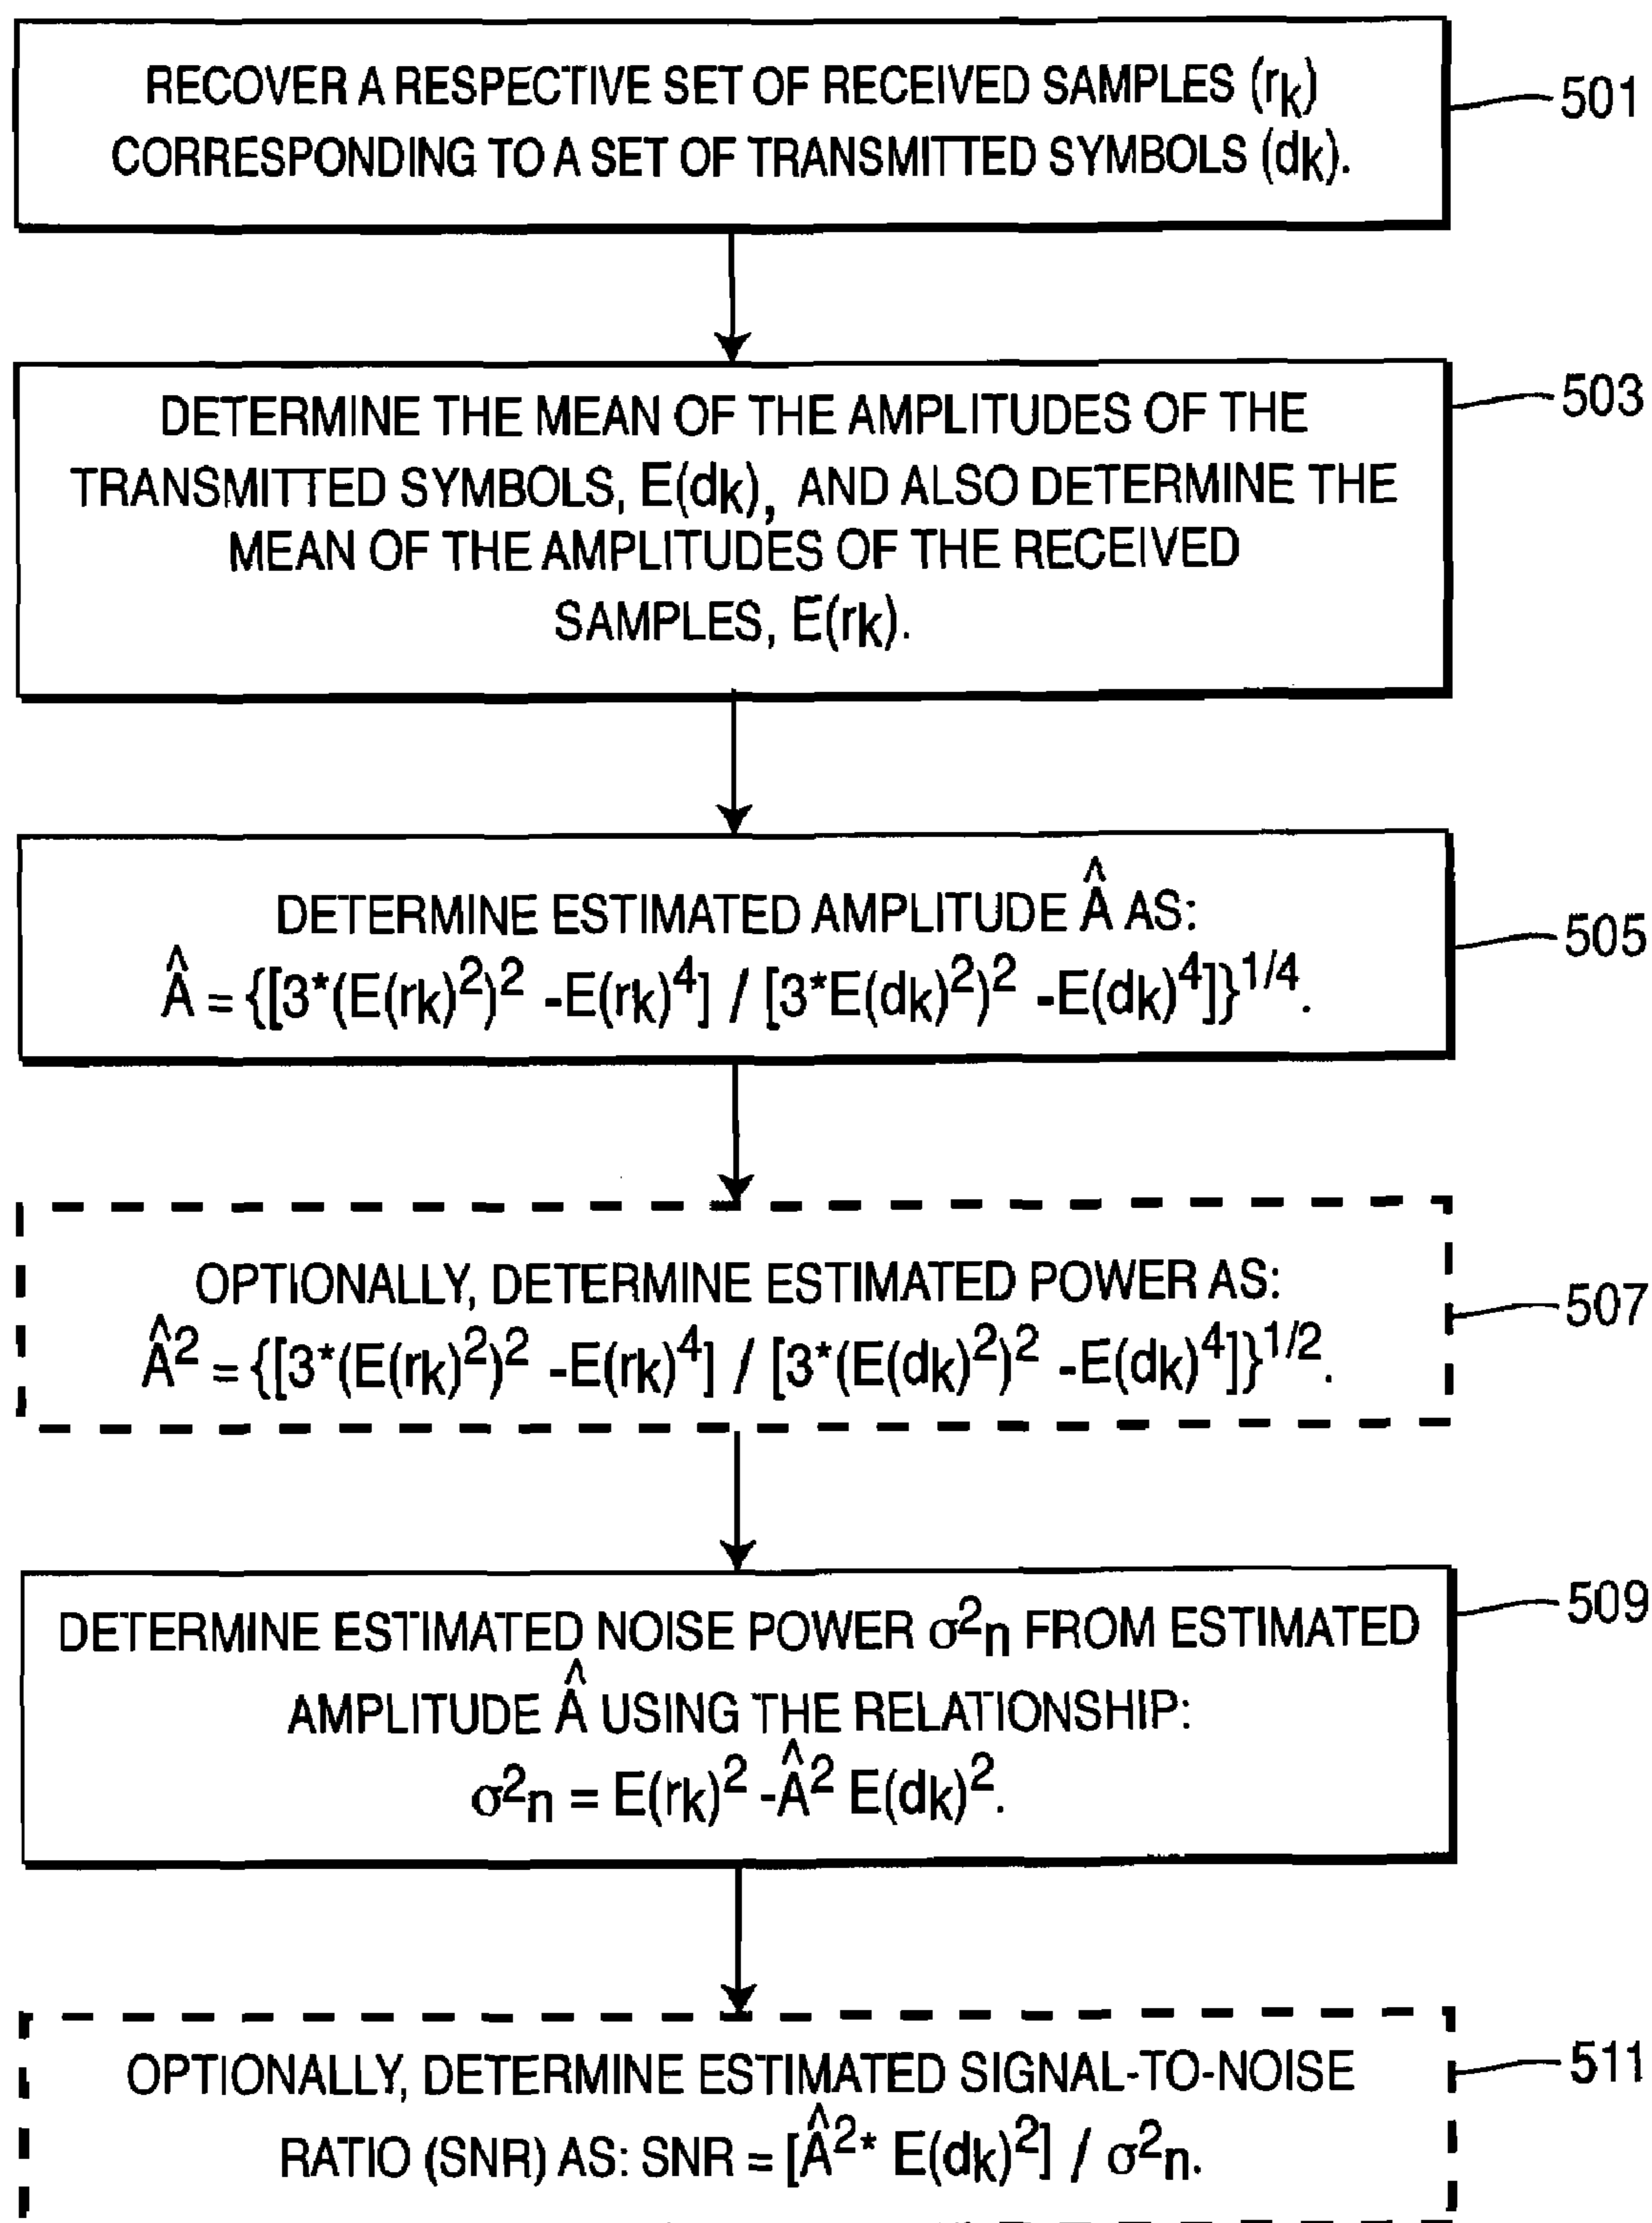 RECOVER A RESPECTIVE SET OF RECEIVED SAMPLES (rk)
CORRESPONDING TO A SET OF TRANSMITTED SYMBOLS (dk).
501
DETERMINE THE MEAN OF THE AMPLITUDES OF THE
TRANSMITTED SYMBOLS, E(dk), AND ALSO DETERMINE THE
MEAN OF THE AMPLITUDES OF THE RECEIVED
SAMPLES, E(rk).
503
DETERMINE ESTIMATED AMPLITUDE Â AS:
Â = {[3*(E(rk)²)² -E(rk)⁴] / [3*E(dk)²)² -E(dk)⁴]}¹/⁴.
505
OPTIONALLY, DETERMINE ESTIMATED POWER AS:
Â² = {[3*(E(rk)²)² -E(rk)⁴] / [3*(E(dk)²)² -E(dk)⁴]}¹/².
507
DETERMINE ESTIMATED NOISE POWER σ²n FROM ESTIMATED
AMPLITUDE Â USING THE RELATIONSHIP:
σ²n = E(rk)² -Â² E(dk)².
509
OPTIONALLY, DETERMINE ESTIMATED SIGNAL-TO-NOISE
RATIO (SNR) AS: SNR = [Â²* E(dk)²] / σ²n.
511